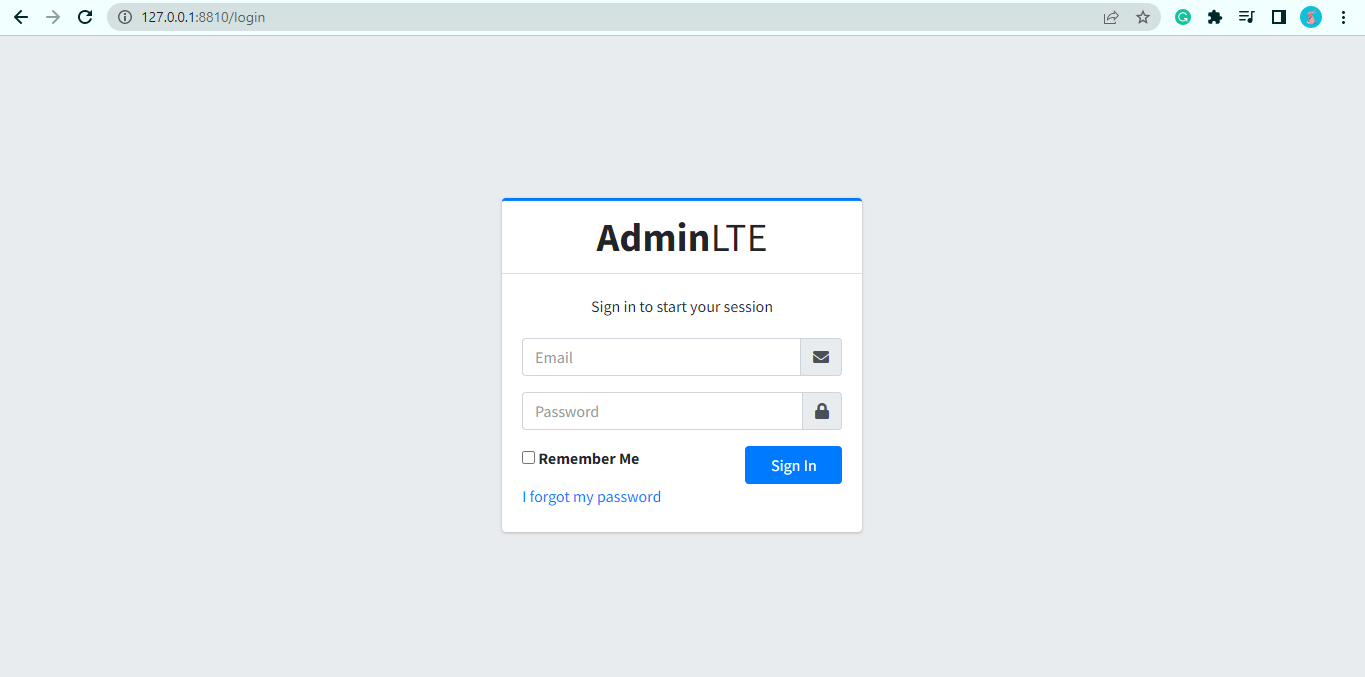 127.0.0.1:8810/login
AdminLTE
Sign in to start your session
Email
Password
Remember Me
Sign In
I forgot my password